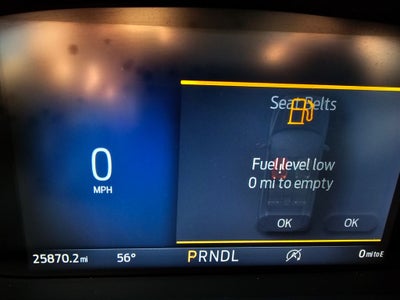 Seat Belts
0
MPH
Fuel level low
0 mi to empty
OK OK
25870.2 mi 56° PRNDL 0 mi to E